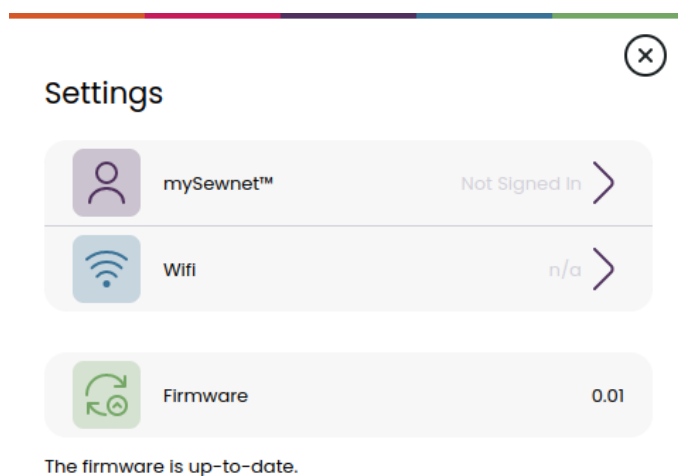 Settings
mySewnet™ Not Signed In
Wifi n/a
Firmware 0.01
The firmware is up-to-date.